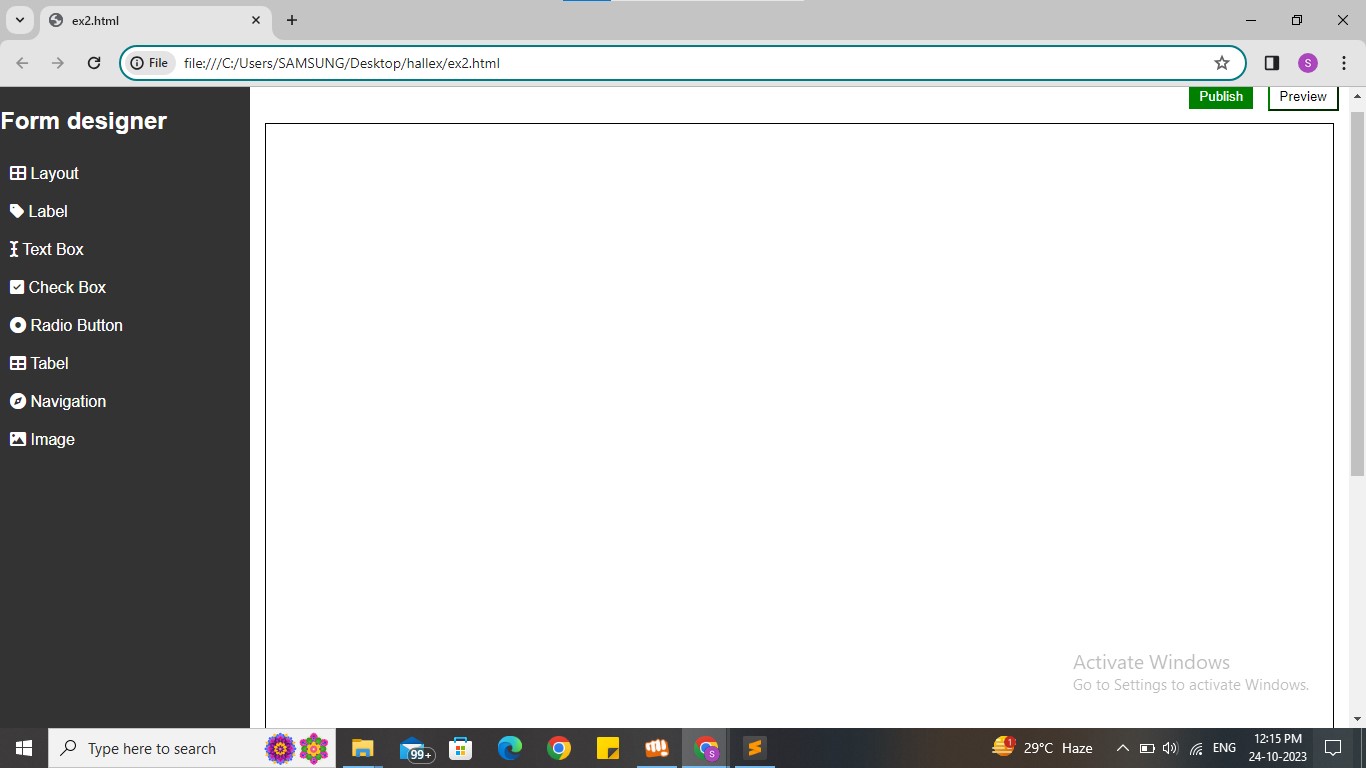 ex2.html
File file:///C:/Users/SAMSUNG/Desktop/hallex/ex2.html
S
Publish Preview
Form designer
Layout
Label
Text Box
Check Box
Radio Button
Tabel
Navigation
Image
Activate Windows
Go to Settings to activate Windows.
Type here to search
99+
S
1
29°C Haze
ENG
12:15 PM
24-10-2023